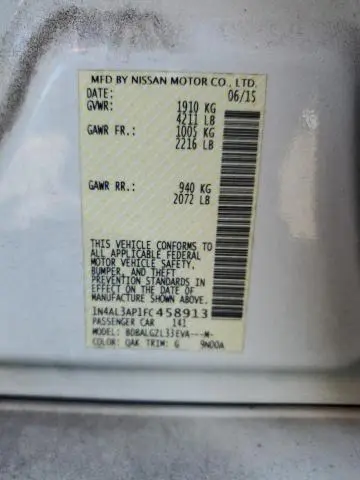 MFD BY NISSAN MOTOR CO., LTD.
DATE: 06/15
GVWR: 1910 KG
4211 LB
GAWR FR.: 1005 KG
2216 LB
GAWR RR.: 940 KG
2072 LB
THIS VEHICLE CONFORMS TO
ALL APPLICABLE FEDERAL
MOTOR VEHICLE SAFETY,
BUMPER, AND THEFT
PREVENTION STANDARDS IN
EFFECT ON THE DATE OF
MANUFACTURE SHOWN ABOVE.
1N4AL3AP1FC458913
PASSENGER CAR 141
MODEL: BDBALGZL33EVA---M-
COLOR: QAK TRIM: G 9N00A